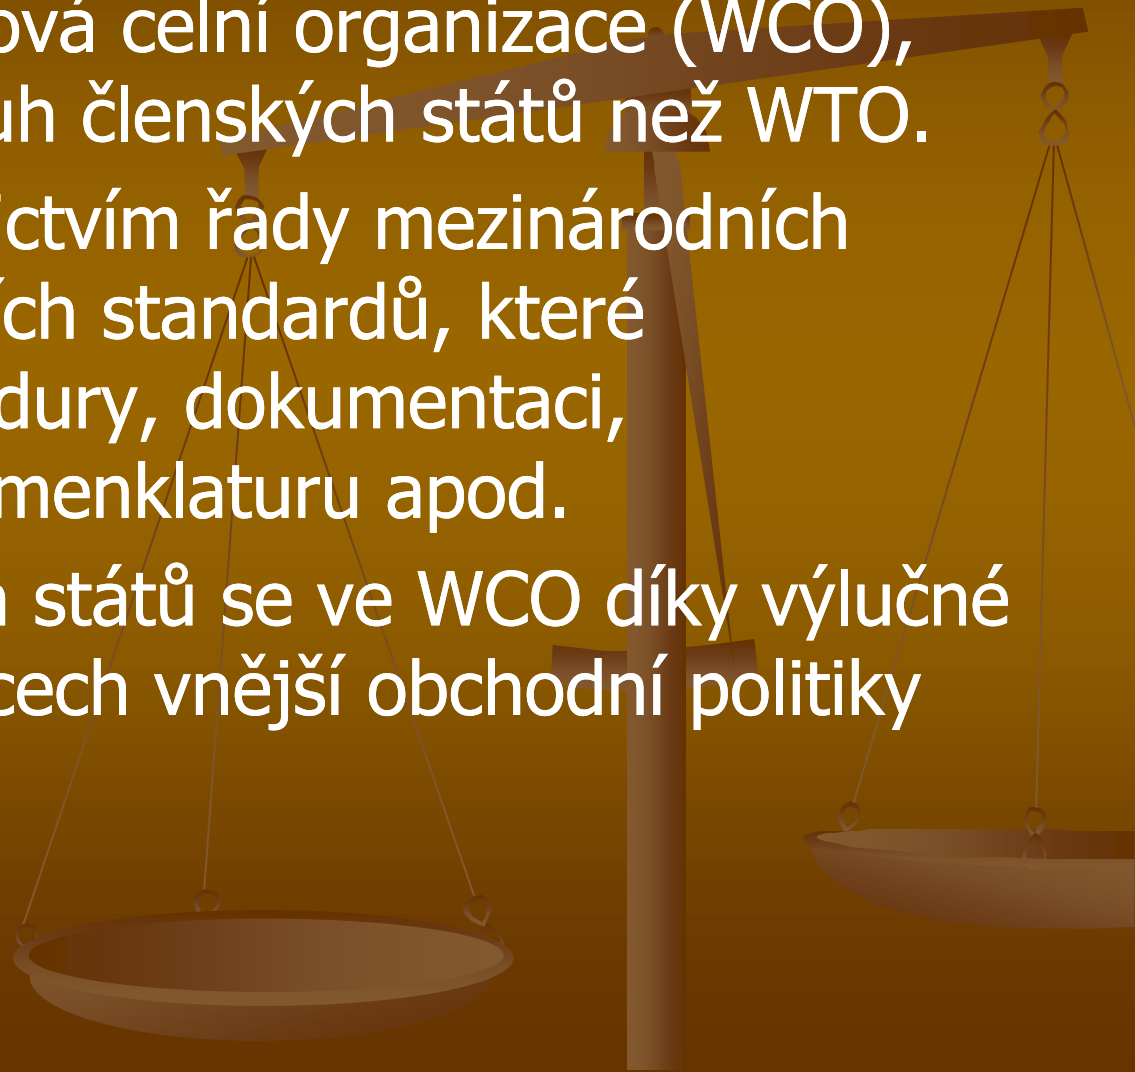 ová celní organizace (WCO),
uh členských států než WTO.
ictvím řady mezinárodních
ích standardů, které
dury, dokumentaci,
menklaturu apod.
států se ve WCO díky výlučné
cech vnější obchodní politiky